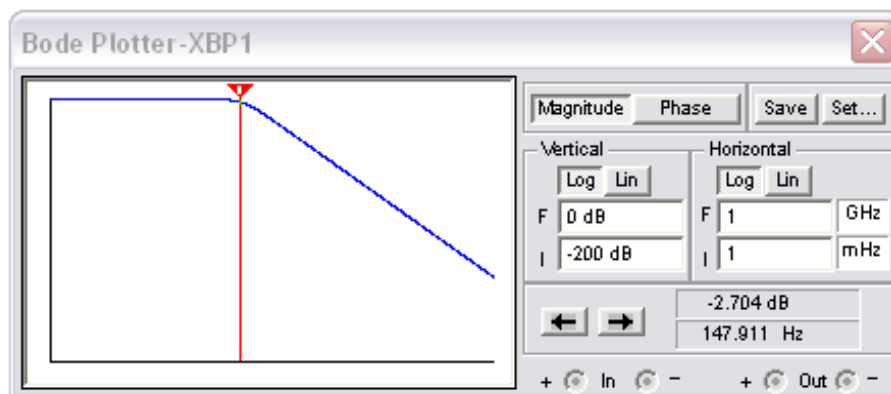 Bode Plotter-XBP1
Magnitude Phase Save Set...
Vertical Horizontal
Log Lin Log Lin
F 0 dB F 1 GHz
I -200 dB I 1 mHz
-2.704 dB
147.911 Hz
+ In - + Out -